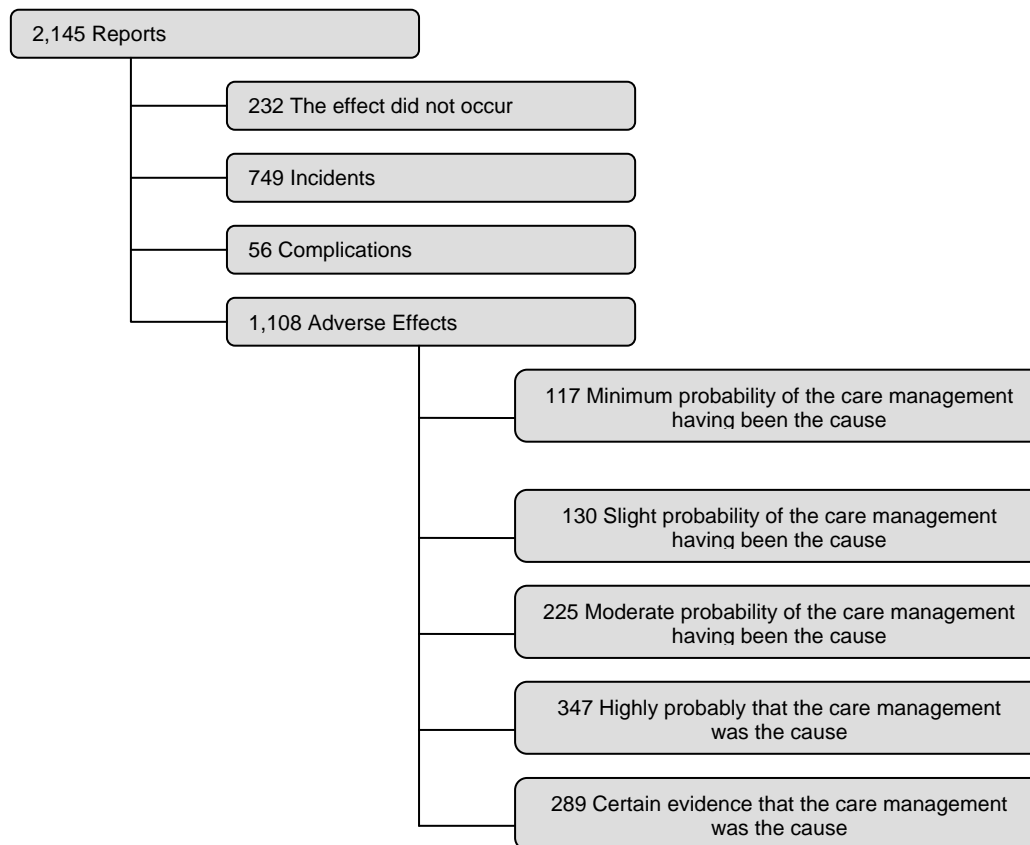 2,145 Reports
232 The effect did not occur
749 Incidents
56 Complications
1,108 Adverse Effects
117 Minimum probability of the care management
having been the cause
130 Slight probability of the care management
having been the cause
225 Moderate probability of the care management
having been the cause
347 Highly probably that the care management
was the cause
289 Certain evidence that the care management
was the cause